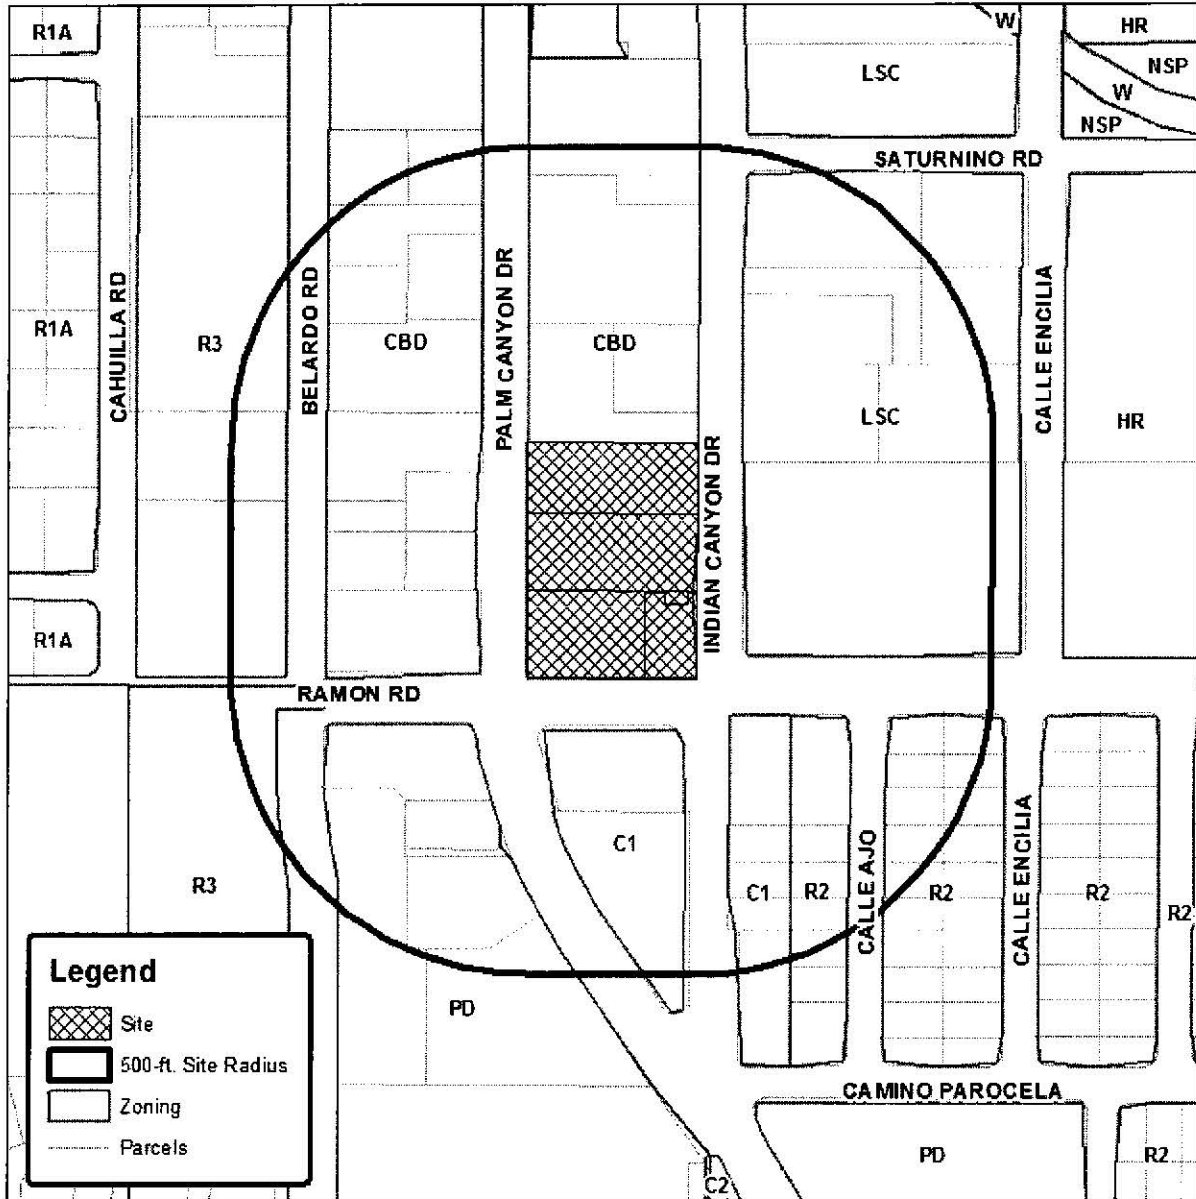 R1A
W
HR
NSP
LSC
W
NSP
SATURNINO RD
CAHUILLA RD
R1A
R3
BELARDO RD
CBD
PALM CANYON DR
CBD
INDIAN CANYON DR
LSC
CALLE ENCILIA
HR
R1A
RAMON RD
R3
C1
C1
R2
CALLE AJO
R2
CALLE ENCILIA
R2
R2
PD
Legend
Site
500-ft. Site Radius
Zoning
Parcels
CAMINO PAROCELA
PD
R2
C2